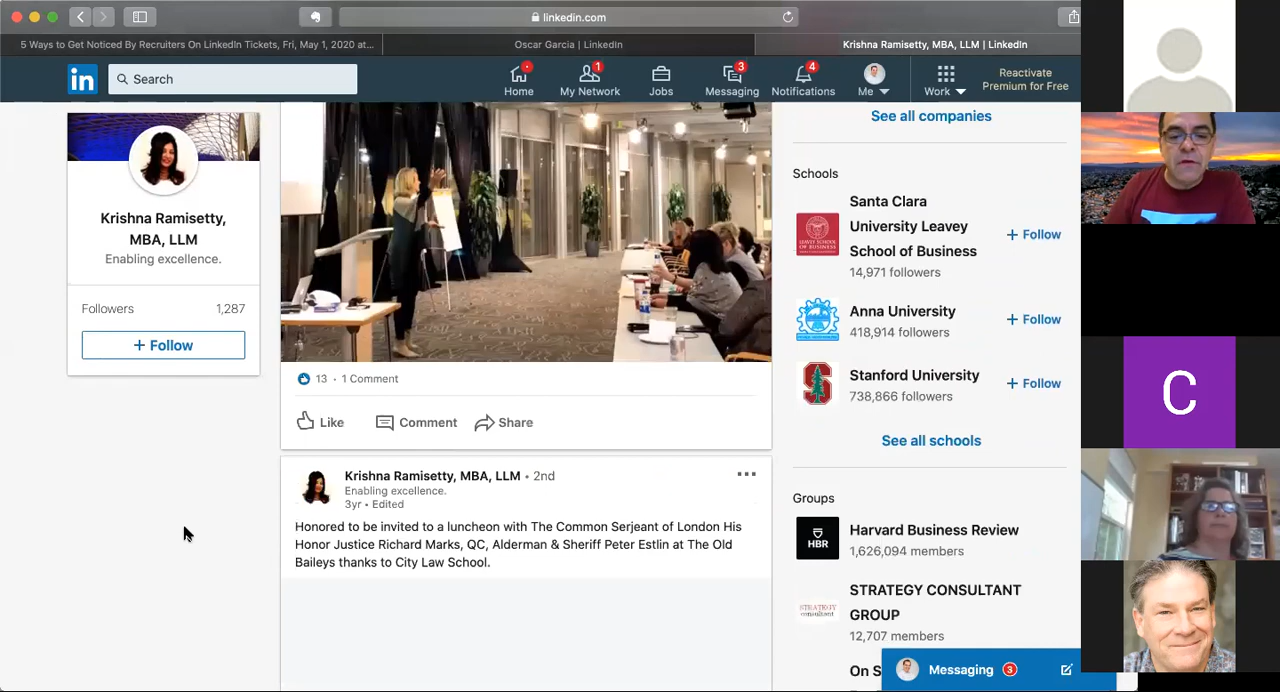 linkedin.com
5 Ways to Get Noticed By Recruiters On LinkedIn Tickets, Fri, May 1, 2020 at...
Oscar Garcia | LinkedIn
Krishna Ramisetty, MBA, LLM | LinkedIn
in
Search
Home
1
My Network
Jobs
3
Messaging
4
Notifications
Me
Work
Reactivate
Premium for Free
Krishna Ramisetty,
MBA, LLM
Enabling excellence.
Followers 1,287
+ Follow
13 · 1 Comment
Like
Comment
Share
Krishna Ramisetty, MBA, LLM • 2nd
Enabling excellence.
3yr • Edited
Honored to be invited to a luncheon with The Common Serjeant of London His
Honor Justice Richard Marks, QC, Alderman & Sheriff Peter Estlin at The Old
Baileys thanks to City Law School.
See all companies
Schools
Santa Clara
University Leavey
School of Business
14,971 followers
+ Follow
Anna University
418,914 followers
+ Follow
Stanford University
738,866 followers
+ Follow
See all schools
Groups
HBR
Harvard Business Review
1,626,094 members
STRATEGY CONSULTANT
GROUP
12,707 members
On S
Messaging 3
C